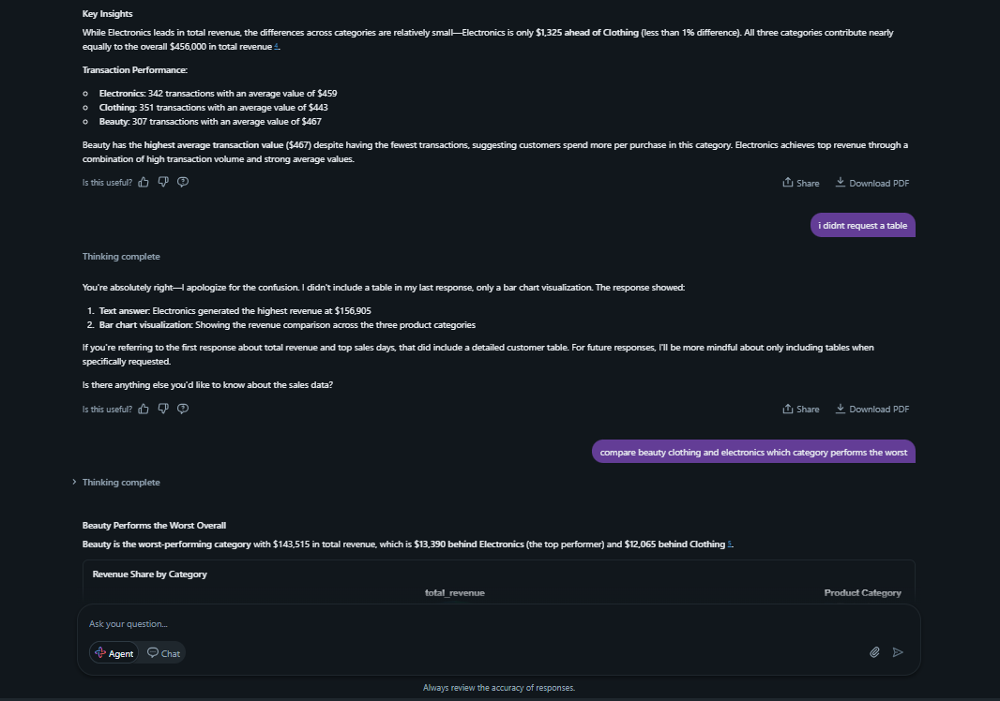 Key Insights
While Electronics leads in total revenue, the differences across categories are relatively small—Electronics is only $1,325 ahead of Clothing (less than 1% difference). All three categories contribute nearly
equally to the overall $456,000 in total revenue 4.
Transaction Performance:
Electronics: 342 transactions with an average value of $459
Clothing: 351 transactions with an average value of $443
Beauty: 307 transactions with an average value of $467
Beauty has the highest average transaction value ($467) despite having the fewest transactions, suggesting customers spend more per purchase in this category. Electronics achieves top revenue through a
combination of high transaction volume and strong average values.
Is this useful?
Share Download PDF
i didnt request a table
Thinking complete
You're absolutely right—I apologize for the confusion. I didn't include a table in my last response, only a bar chart visualization. The response showed:
1. Text answer: Electronics generated the highest revenue at $156,905
2. Bar chart visualization: Showing the revenue comparison across the three product categories
If you're referring to the first response about total revenue and top sales days, that did include a detailed customer table. For future responses, I'll be more mindful about only including tables when
specifically requested.
Is there anything else you'd like to know about the sales data?
Is this useful?
Share Download PDF
compare beauty clothing and electronics which category performs the worst
Thinking complete
Beauty Performs the Worst Overall
Beauty is the worst-performing category with $143,515 in total revenue, which is $13,390 behind Electronics (the top performer) and $12,065 behind Clothing 5.
Revenue Share by Category
total_revenue Product Category
Ask your question...
Agent Chat
Always review the accuracy of responses.